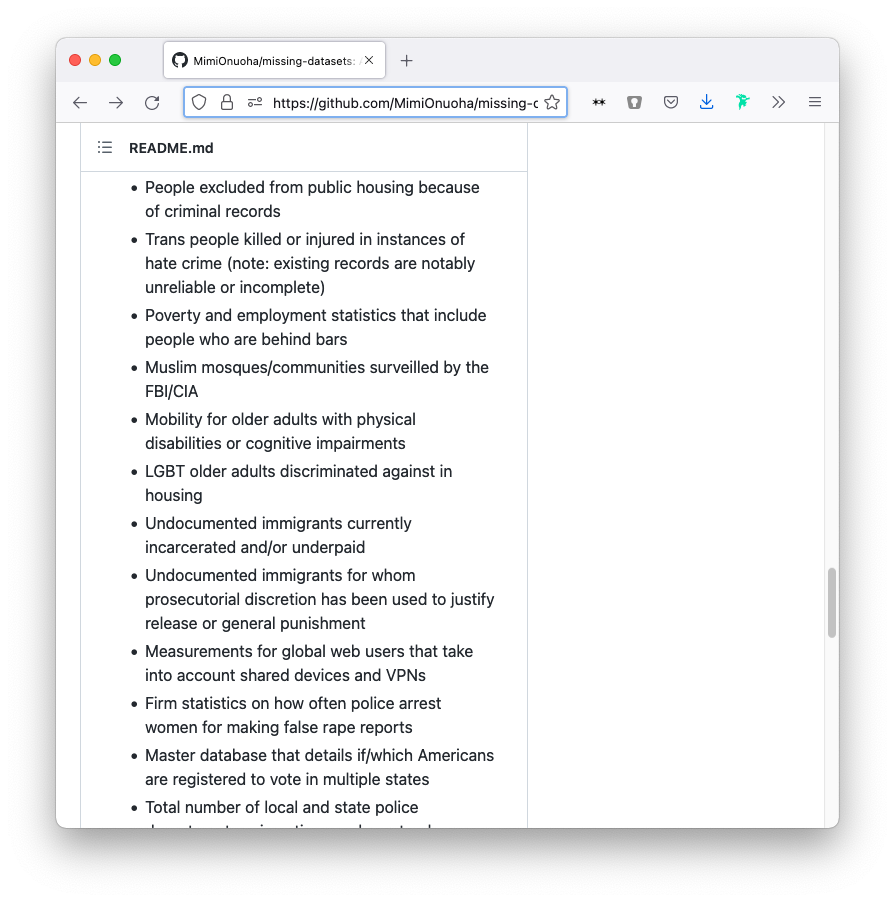 MimiOnuoha/missing-datasets:
https://github.com/MimiOnuoha/missing-d
README.md
• People excluded from public housing because
of criminal records
• Trans people killed or injured in instances of
hate crime (note: existing records are notably
unreliable or incomplete)
• Poverty and employment statistics that include
people who are behind bars
• Muslim mosques/communities surveilled by the
FBI/CIA
• Mobility for older adults with physical
disabilities or cognitive impairments
• LGBT older adults discriminated against in
housing
• Undocumented immigrants currently
incarcerated and/or underpaid
• Undocumented immigrants for whom
prosecutorial discretion has been used to justify
release or general punishment
• Measurements for global web users that take
into account shared devices and VPNs
• Firm statistics on how often police arrest
women for making false rape reports
• Master database that details if/which Americans
are registered to vote in multiple states
• Total number of local and state police